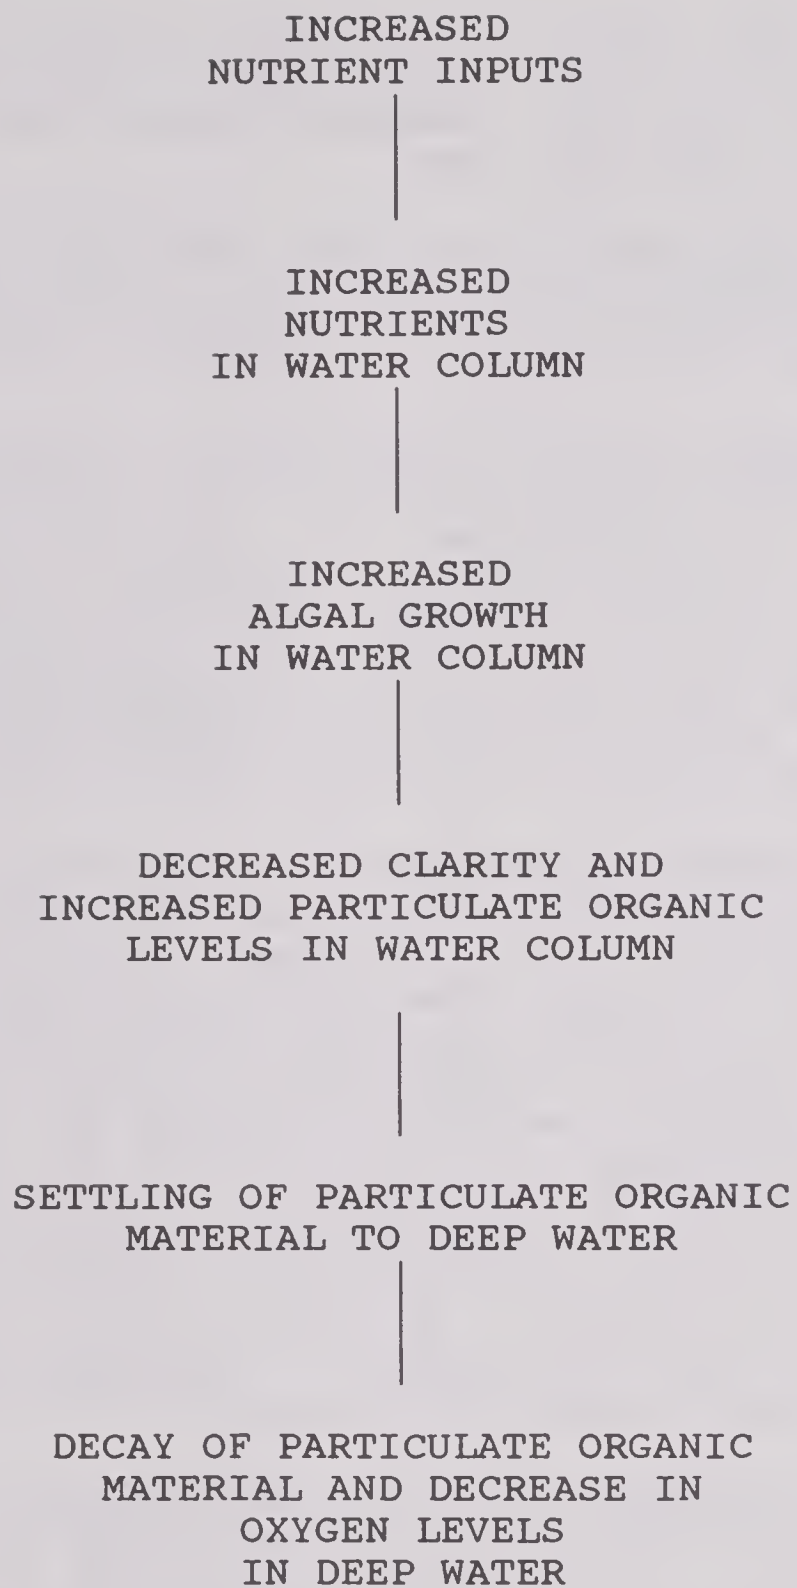 INCREASED
NUTRIENT INPUTS
INCREASED
NUTRIENTS
IN WATER COLUMN
INCREASED
ALGAL GROWTH
IN WATER COLUMN
DECREASED CLARITY AND
INCREASED PARTICULATE ORGANIC
LEVELS IN WATER COLUMN
SETTLING OF PARTICULATE ORGANIC
MATERIAL TO DEEP WATER
DECAY OF PARTICULATE ORGANIC
MATERIAL AND DECREASE IN
OXYGEN LEVELS
IN DEEP WATER